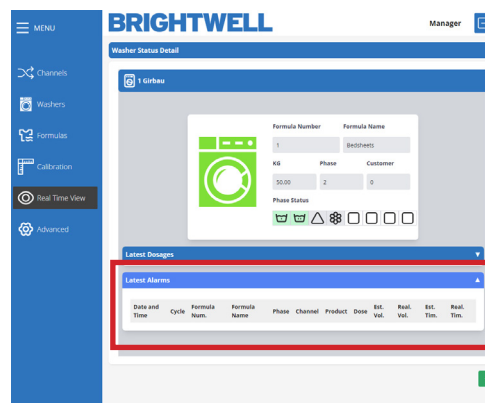 MENU
BRIGHTWELL
Manager
Washer Status Detail
Channels
1 Girbau
Washers
Formula Number Formula Name
Formulas
1 Bedsheets
KG Phase Customer
Calibration
50.00 2 0
Real Time View
Phase Status
Advanced
Latest Dosages
Latest Alarms
Date and Time Cycle Formula Num. Formula Name Phase Channel Product Dose Est. Vol. Real. Vol. Est. Tim. Real. Tim.